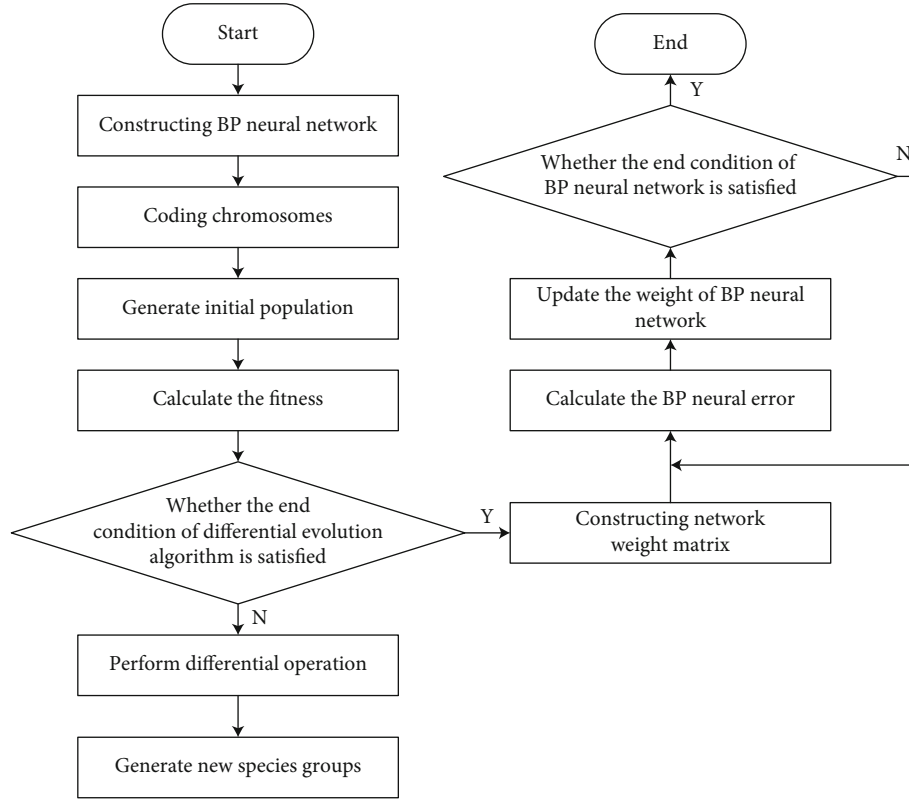 Start
Constructing BP neural network
Coding chromosomes
Generate initial population
Calculate the fitness
Whether the end
condition of differential evolution
algorithm is satisfied
Y
N
Perform differential operation
Generate new species groups
End
Y
Whether the end condition of
BP neural network is satisfied
N
Update the weight of BP neural
network
Calculate the BP neural error
Constructing network
weight matrix